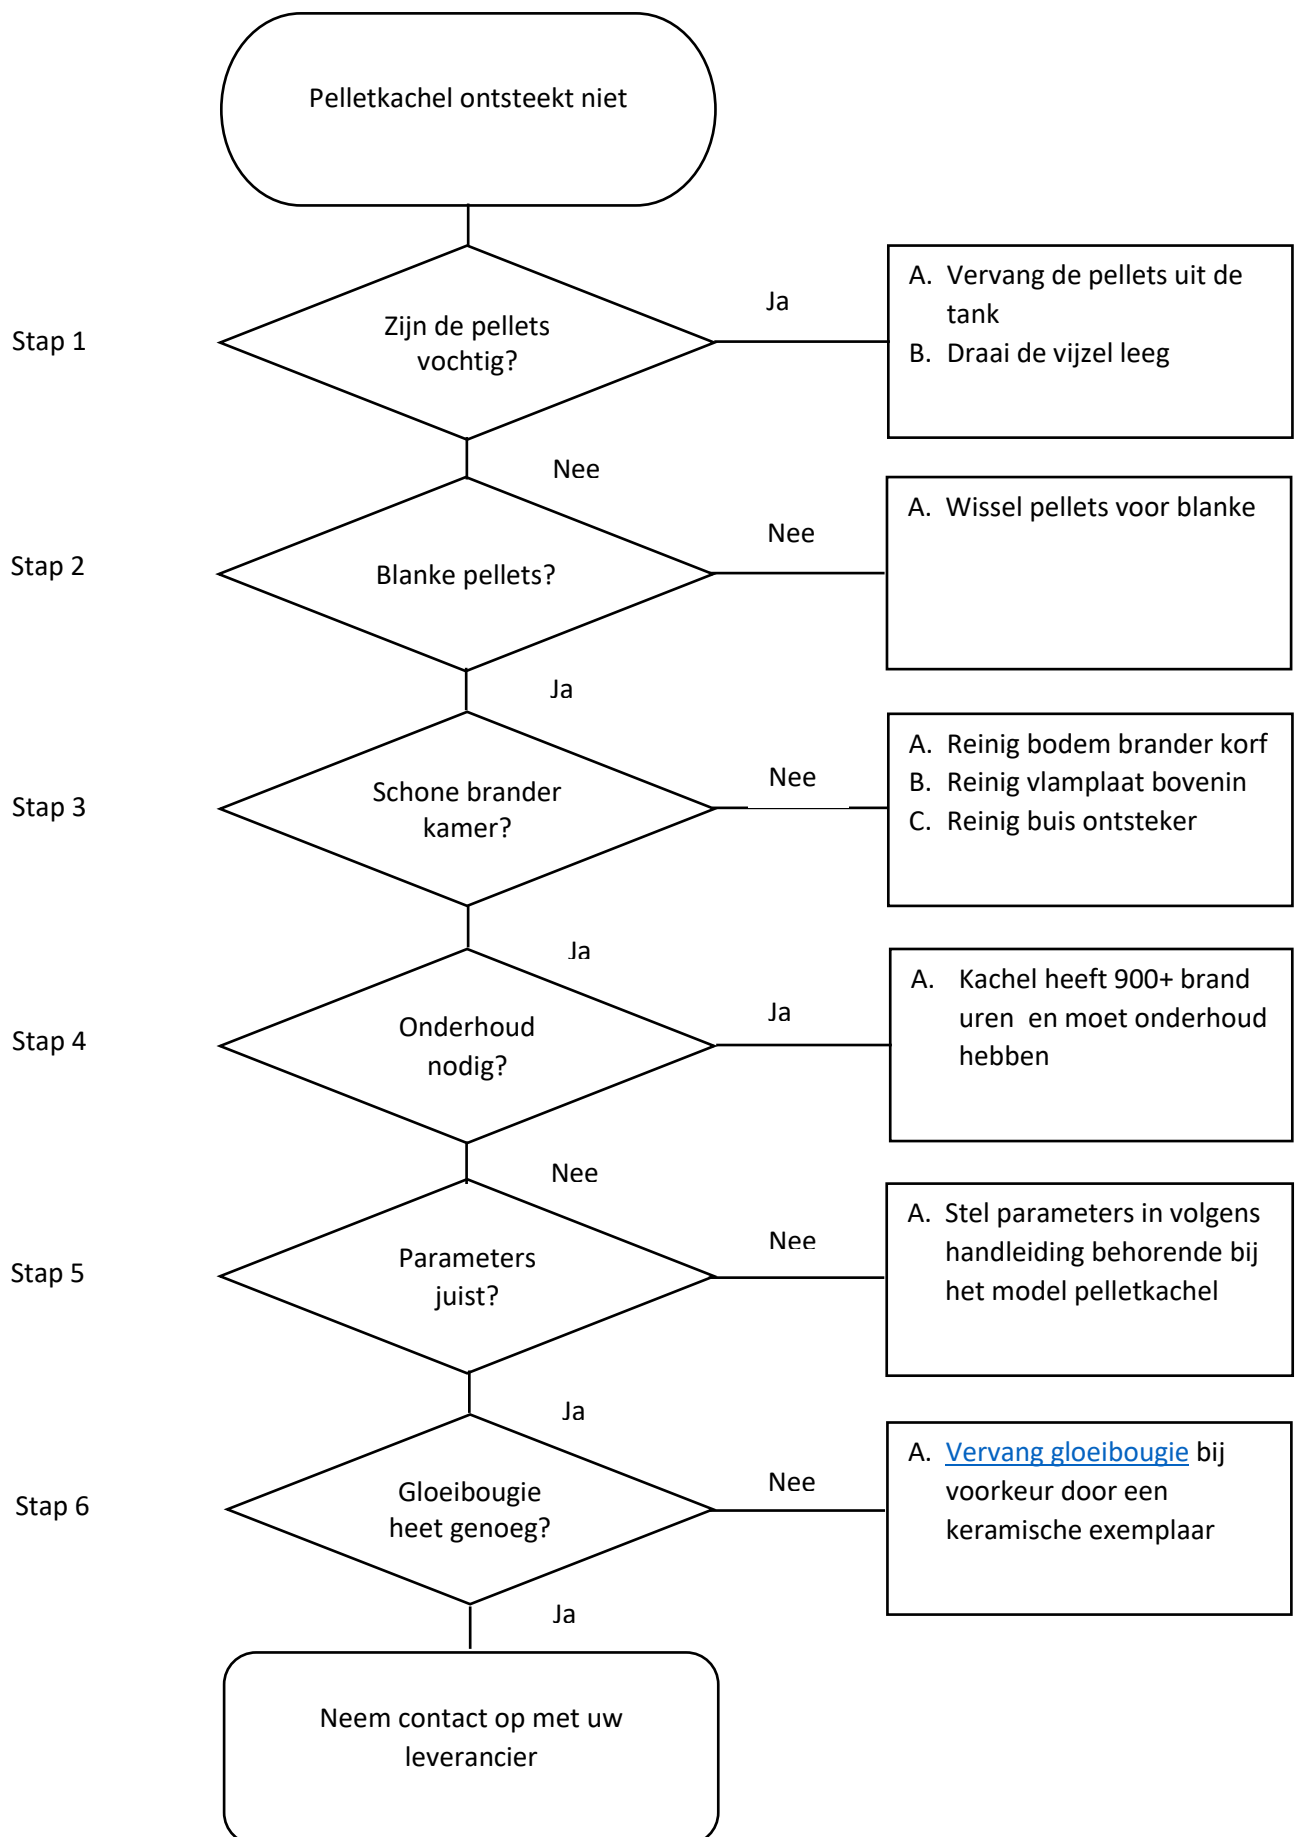 Pelletkachel ontsteekt niet
Stap 1
Zijn de pellets
vochtig?
Ja
A. Vervang de pellets uit de
tank
B. Draai de vijzel leeg
Nee
Stap 2
Blanke pellets?
Nee
A. Wissel pellets voor blanke
Ja
Stap 3
Schone brander
kamer?
Nee
A. Reinig bodem brander korf
B. Reinig vlamplaat bovenin
C. Reinig buis ontsteker
Ja
Stap 4
Onderhoud
nodig?
Ja
A. Kachel heeft 900+ brand
uren en moet onderhoud
hebben
Nee
Stap 5
Parameters
juist?
Nee
A. Stel parameters in volgens
handleiding behorende bij
het model pelletkachel
Ja
Stap 6
Gloeibougie
heet genoeg?
Nee
A. Vervang gloeibougie bij
voorkeur door een
keramische exemplaar
Ja
Neem contact op met uw
leverancier